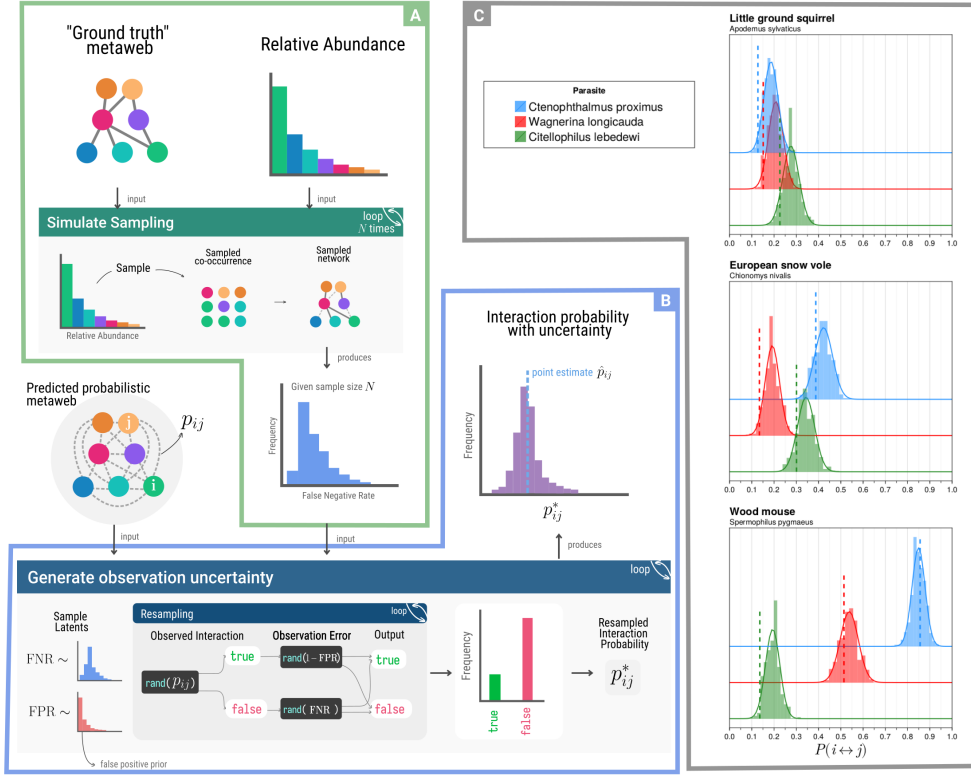 A
"Ground truth"
metaweb
Relative Abundance
input
input
Simulate Sampling
loop
N times
Sample
Sampled
co-occurrence
Sampled
network
Relative Abundance
produces
Given sample size N
Frequency
False Negative Rate
B
Predicted probabilistic
metaweb
p_ij
j
i
Interaction probability
with uncertainty
point estimate p̂_ij
Frequency
p*_ij
input
input
produces
Generate observation uncertainty
loop
Sample
Latents
FNR ~
FPR ~
false positive prior
Resampling
loop
Observed Interaction
Observation Error
Output
rand(p_ij)
true
rand(1-FPR)
true
false
rand( FNR )
false
Frequency
true
false
Resampled
Interaction
Probability
p*_ij
C
Parasite
Ctenophthalmus proximus
Wagnerina longicauda
Citellophilus lebedewi
Little ground squirrel
Apodemus sylvaticus
0.0 0.1 0.2 0.3 0.4 0.5 0.6 0.7 0.8 0.9 1.0
European snow vole
Chionomys nivalis
0.0 0.1 0.2 0.3 0.4 0.5 0.6 0.7 0.8 0.9 1.0
Wood mouse
Spermophilus pygmaeus
0.0 0.1 0.2 0.3 0.4 0.5 0.6 0.7 0.8 0.9 1.0
P(i↔j)